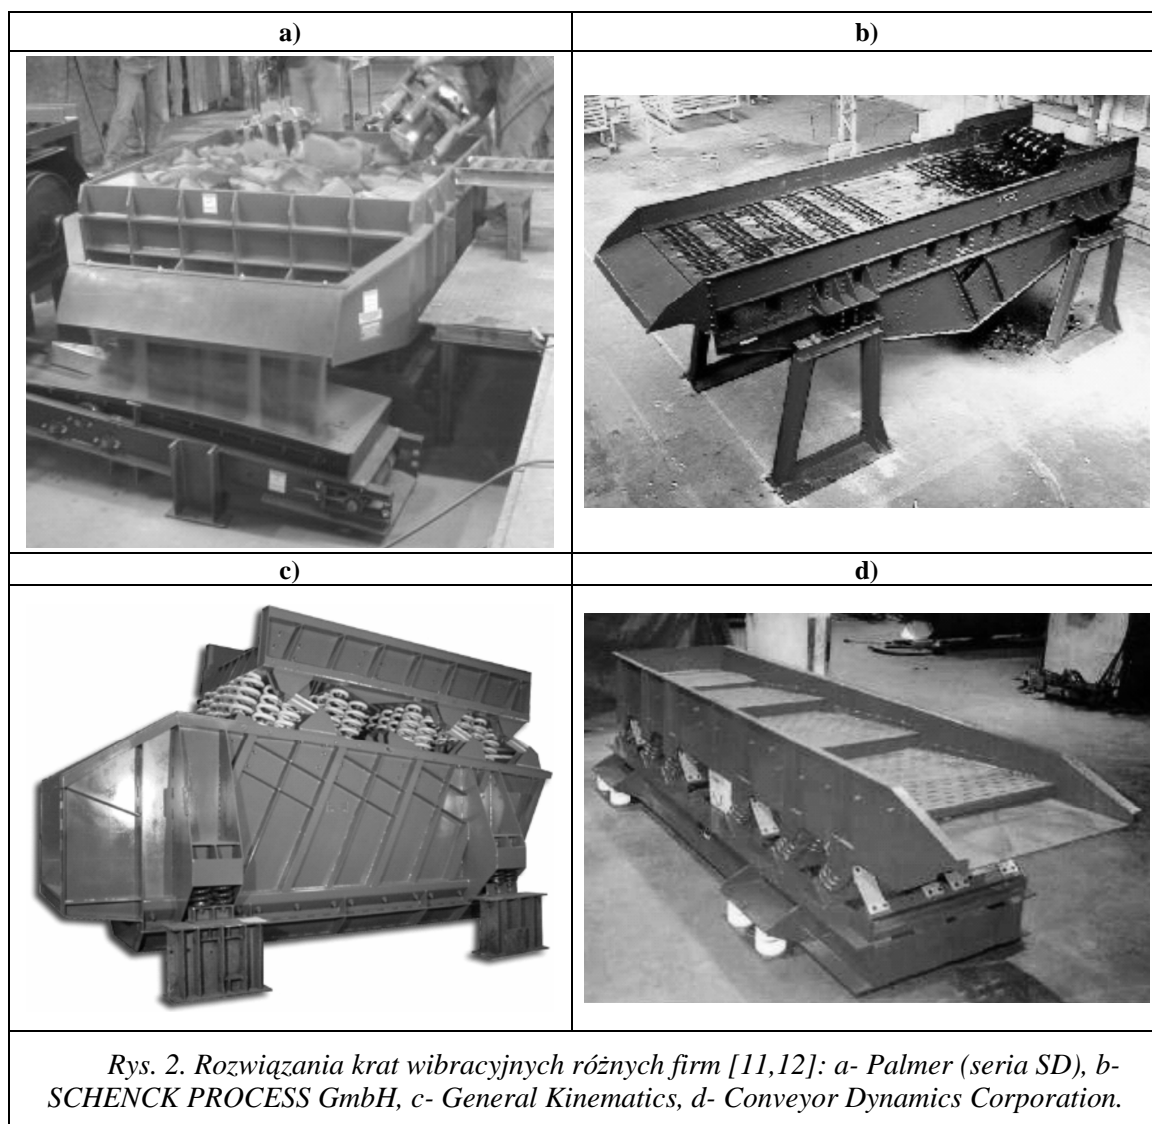 a)
b)
c)
d)
Rys. 2. Rozwiązania krat wibracyjnych różnych firm [11,12]: a- Palmer (seria SD), b-
SCHENCK PROCESS GmbH, c- General Kinematics, d- Conveyor Dynamics Corporation.